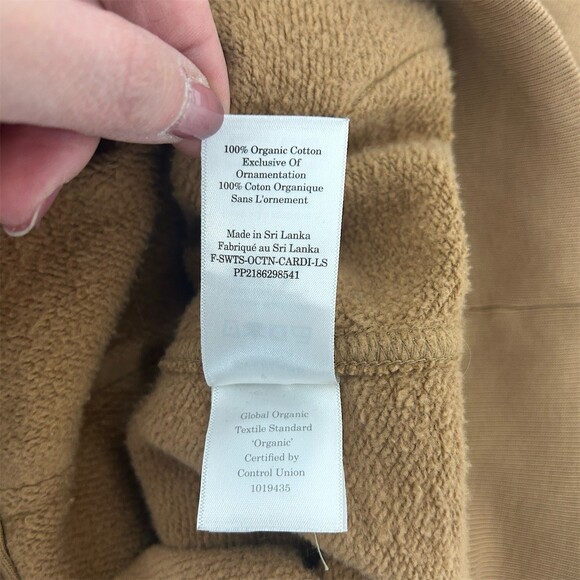 100% Organic Cotton
Exclusive Of
Ornamentation
100% Coton Organique
Sans L'ornement
Made in Sri Lanka
Fabriqué au Sri Lanka
F-SWTS-OCTN-CARDI-LS
PP2186298541
Global Organic
Textile Standard
'Organic'
Certified by
Control Union
1019435